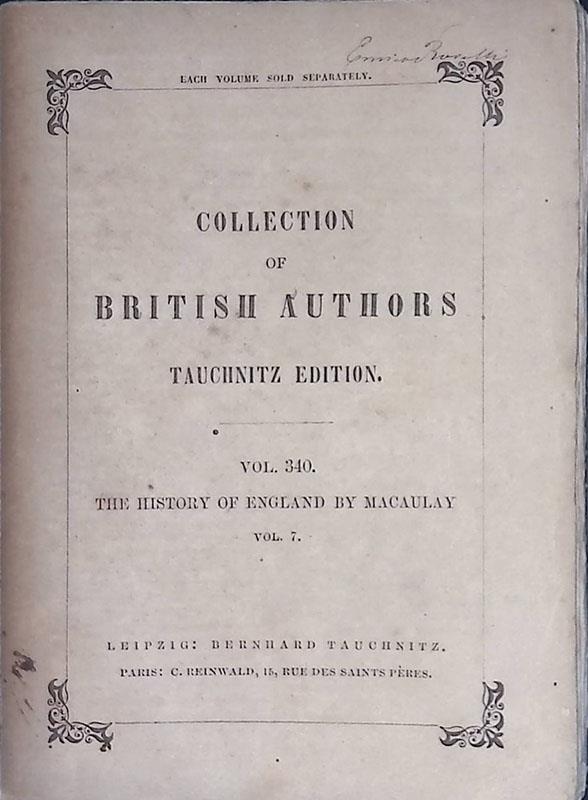 EACH VOLUME SOLD SEPARATELY.
COLLECTION
OF
BRITISH AUTHORS
TAUCHNITZ EDITION.
VOL. 340.
THE HISTORY OF ENGLAND BY MACAULAY
VOL. 7.
LEIPZIG: BERNHARD TAUCHNITZ.
PARIS: C. REINWALD, 15, RUE DES SAINTS PÈRES.